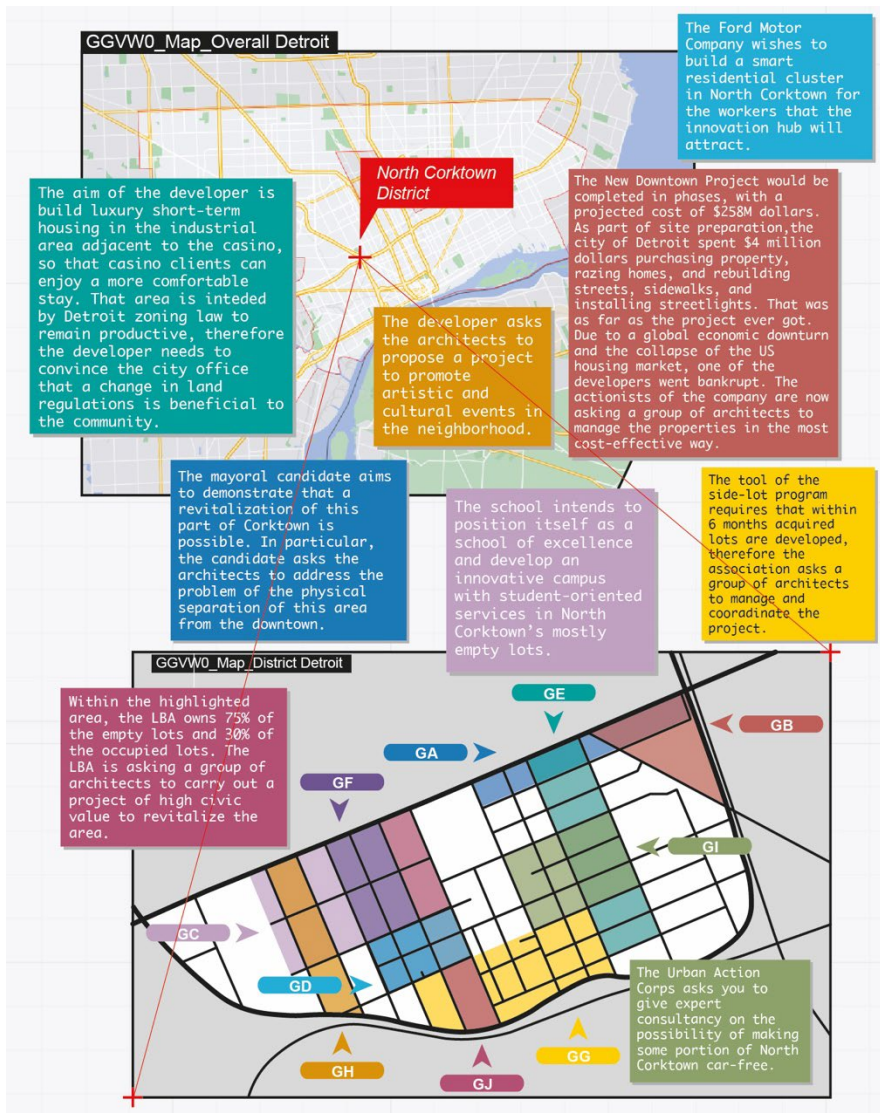 The Ford Motor
Company wishes to
build a smart
residential cluster
in North Corktown for
the workers that the
innovation hub will
attract.
GGVW0_Map_Overall Detroit
North Corktown
District
The aim of the developer is
build luxury short-term
housing in the industrial
area adjacent to the casino,
so that casino clients can
enjoy a more comfortable
stay. That area is inteded
by Detroit zoning law to
remain productive, therefore
the developer needs to
convince the city office
that a change in land
regulations is beneficial to
the community.
The New Downtown Project would be
completed in phases, with a
projected cost of $258M dollars.
As part of site preparation,the
city of Detroit spent $4 million
dollars purchasing property,
razing homes, and rebuilding
streets, sidewalks, and
installing streetlights. That was
as far as the project ever got.
Due to a global economic downturn
and the collapse of the US
housing market, one of the
developers went bankrupt. The
actionists of the company are now
asking a group of architects to
manage the properties in the most
cost-effective way.
The developer asks
the architects to
propose a project
to promote
artistic and
cultural events in
the neighborhood.
The mayoral candidate aims
to demonstrate that a
revitalization of this
part of Corktown is
possible. In particular,
the candidate asks the
architects to address the
problem of the physical
separation of this area
from the downtown.
The school intends to
position itself as a
school of excellence
and develop an
innovative campus
with student-oriented
services in North
Corktown's mostly
empty lots.
The tool of the
side-lot program
requires that within
6 months acquired
lots are developed,
therefore the
association asks a
group of architects
to manage and
cooradinate the
project.
GGVW0_Map_District Detroit
Within the highlighted
area, the LBA owns 75% of
the empty lots and 30% of
the occupied lots. The
LBA is asking a group of
architects to carry out a
project of high civic
value to revitalize the
area.
GE
GB
GA
GF
GI
GC
GD
The Urban Action
Corps asks you to
give expert
consultancy on the
possibility of making
some portion of North
Corktown car-free.
GH
GJ
GG